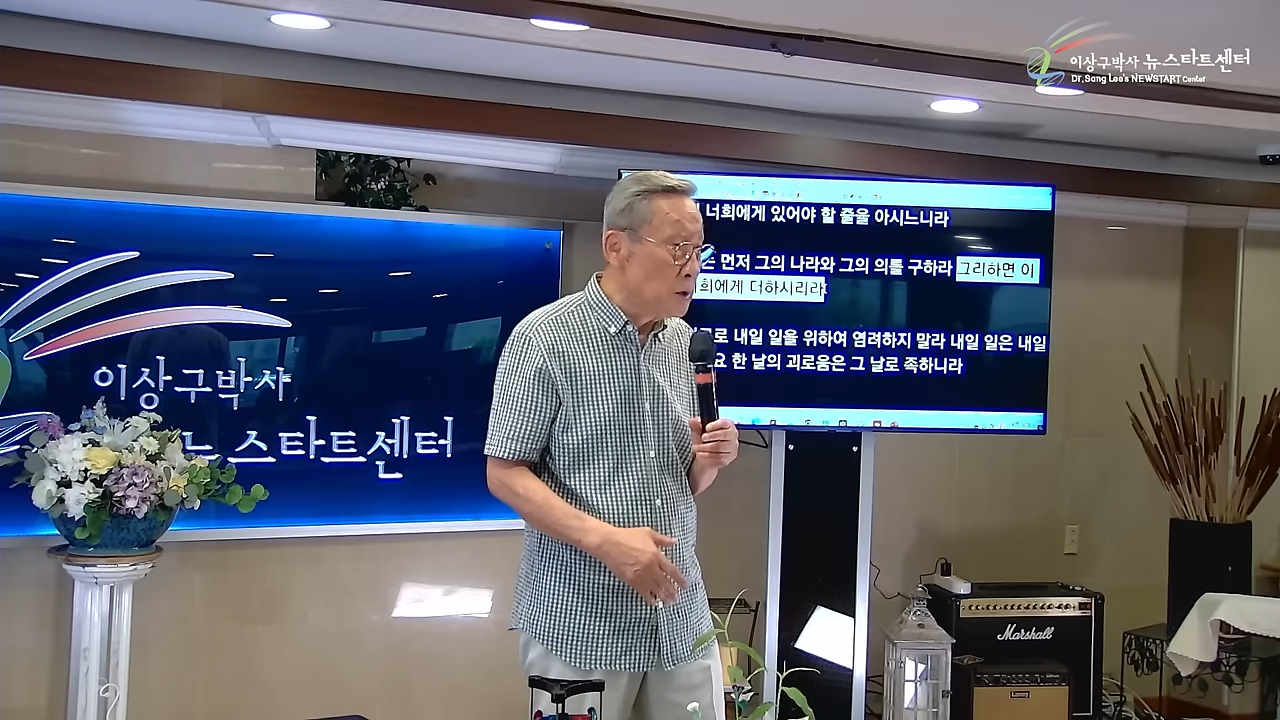 이상구박사 뉴스타트센터
Dr. Sang Lee's NEWSTART Center
너희에게 있어야 할 줄을 아시느니라
먼저 그의 나라와 그의 의를 구하라 그리하면 이
희에게 더하시리라
로 내일 일을 위하여 염려하지 말라 내일 일은 내일
요 한 날의 괴로움은 그 날로 족하니라
이상구박사
뉴스타트센터
Marshall
Laney